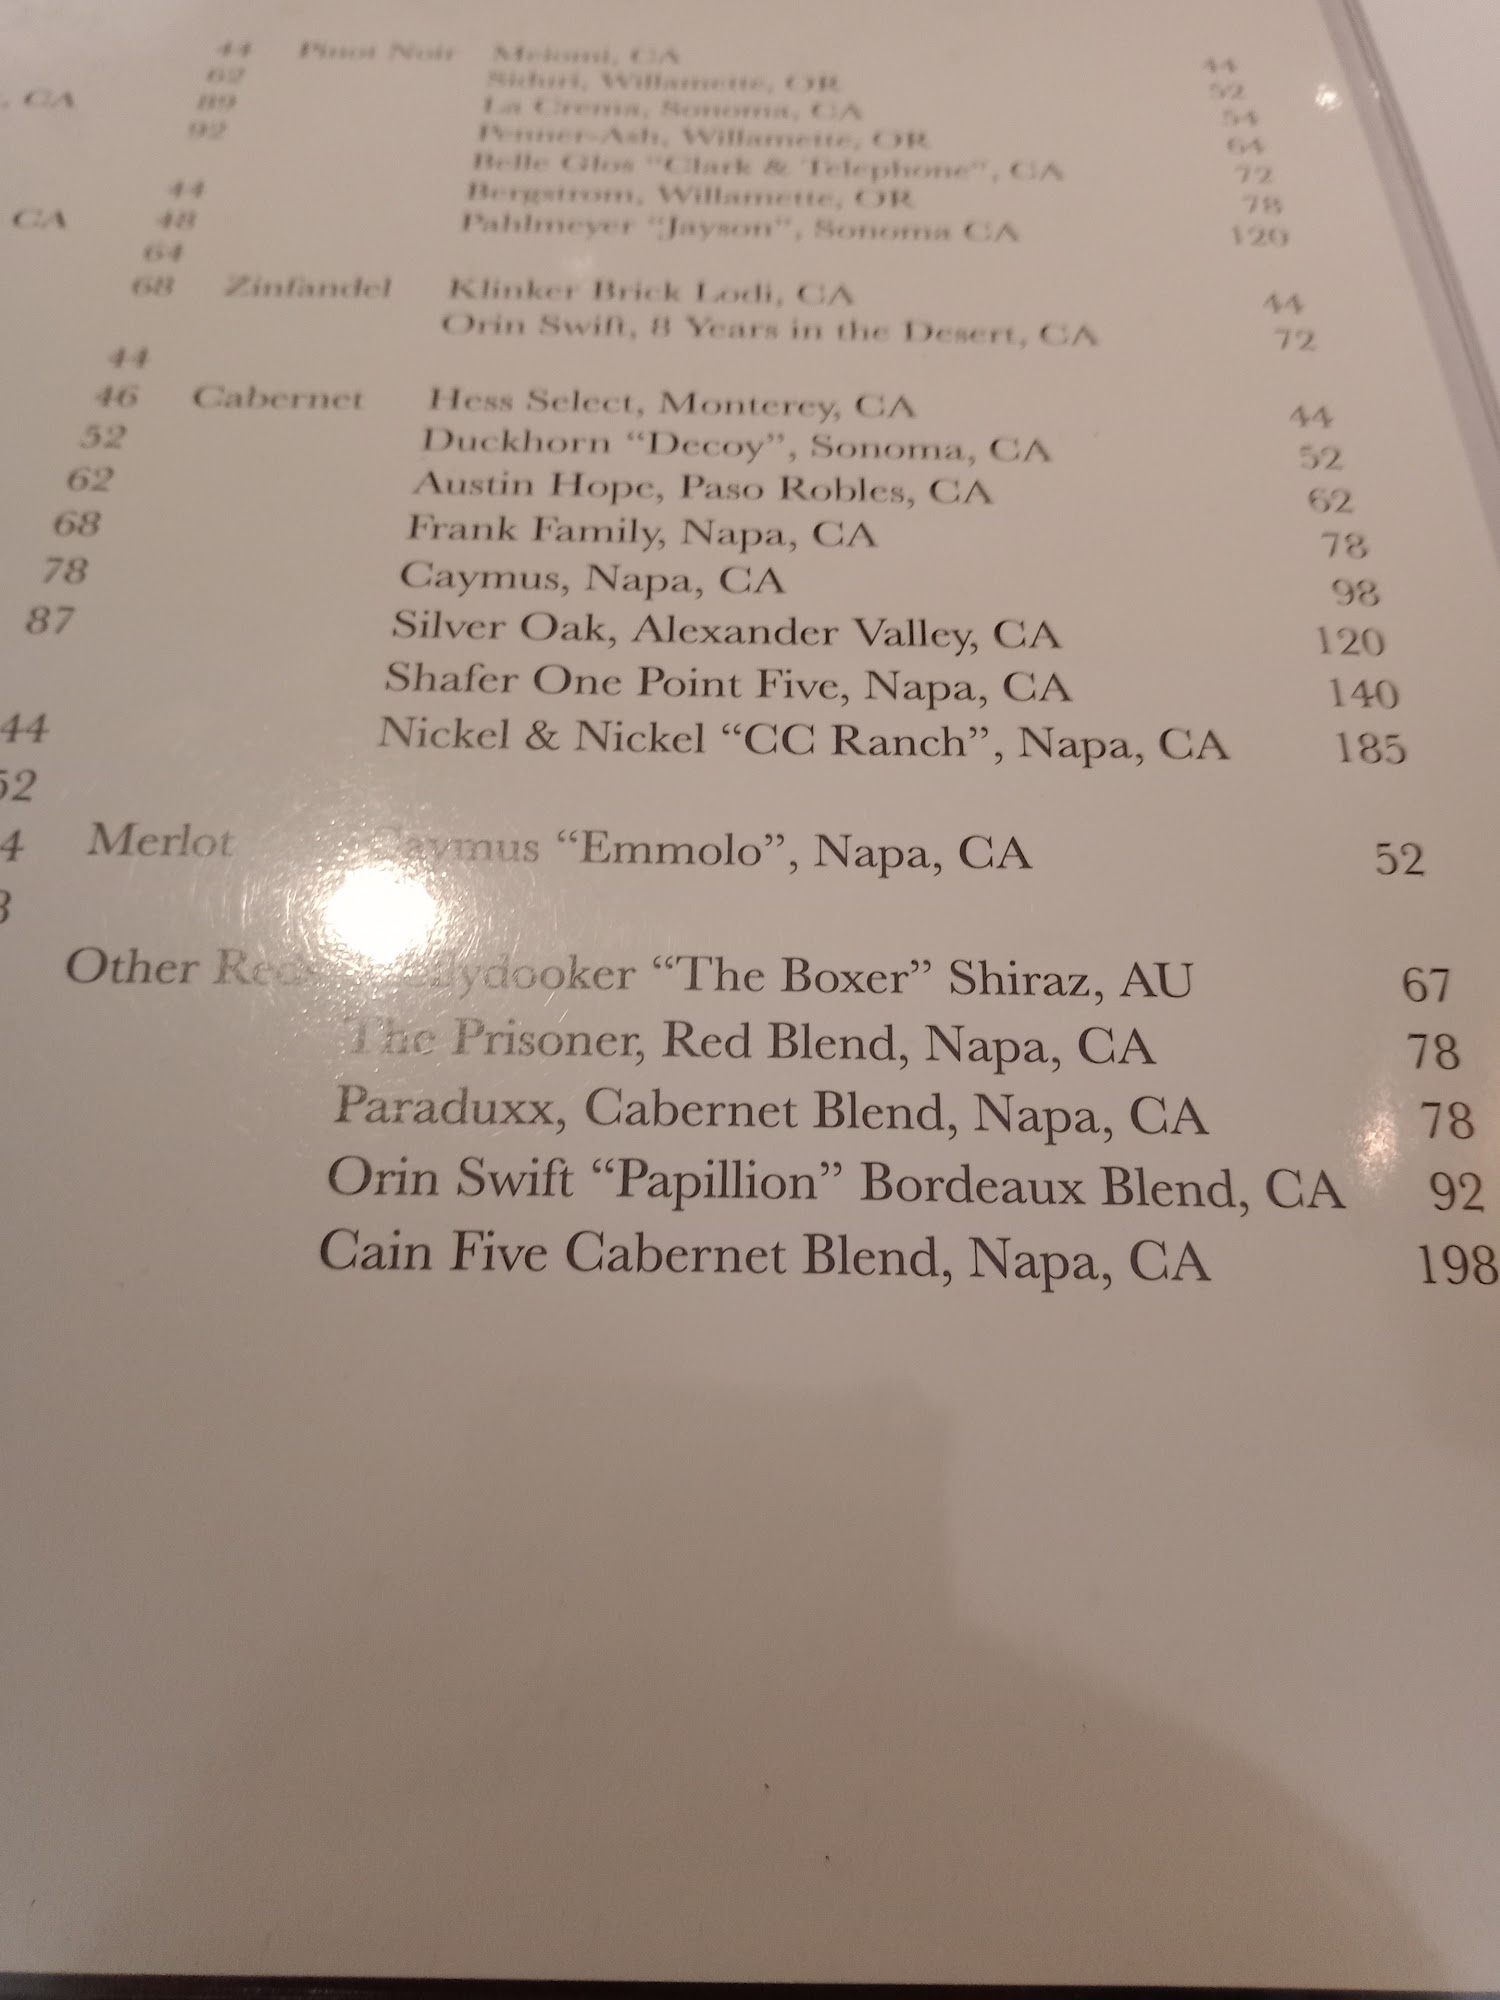 44 Pinot Noir Meiomi, CA 44
62 Siduri, Willamette, OR 52
, CA 89 La Crema, Sonoma, CA 54
92 Penner-Ash, Willamette, OR 64
Belle Glos "Clark & Telephone", CA 72
44 Bergstrom, Willamette, OR 78
CA 48 Pahlmeyer "Jayson", Sonoma CA 120
64
68 Zinfandel Klinker Brick Lodi, CA 44
Orin Swift, 8 Years in the Desert, CA 72
44
46 Cabernet Hess Select, Monterey, CA 44
52 Duckhorn “Decoy”, Sonoma, CA 52
62 Austin Hope, Paso Robles, CA 62
68 Frank Family, Napa, CA 78
78 Caymus, Napa, CA 98
87 Silver Oak, Alexander Valley, CA 120
Shafer One Point Five, Napa, CA 140
44 Nickel & Nickel “CC Ranch”, Napa, CA 185
52
4 Merlot Caymus “Emmolo”, Napa, CA 52
Other Reds “The Boxer” Shiraz, AU 67
The Prisoner, Red Blend, Napa, CA 78
Paraduxx, Cabernet Blend, Napa, CA 78
Orin Swift “Papillion” Bordeaux Blend, CA 92
Cain Five Cabernet Blend, Napa, CA 198